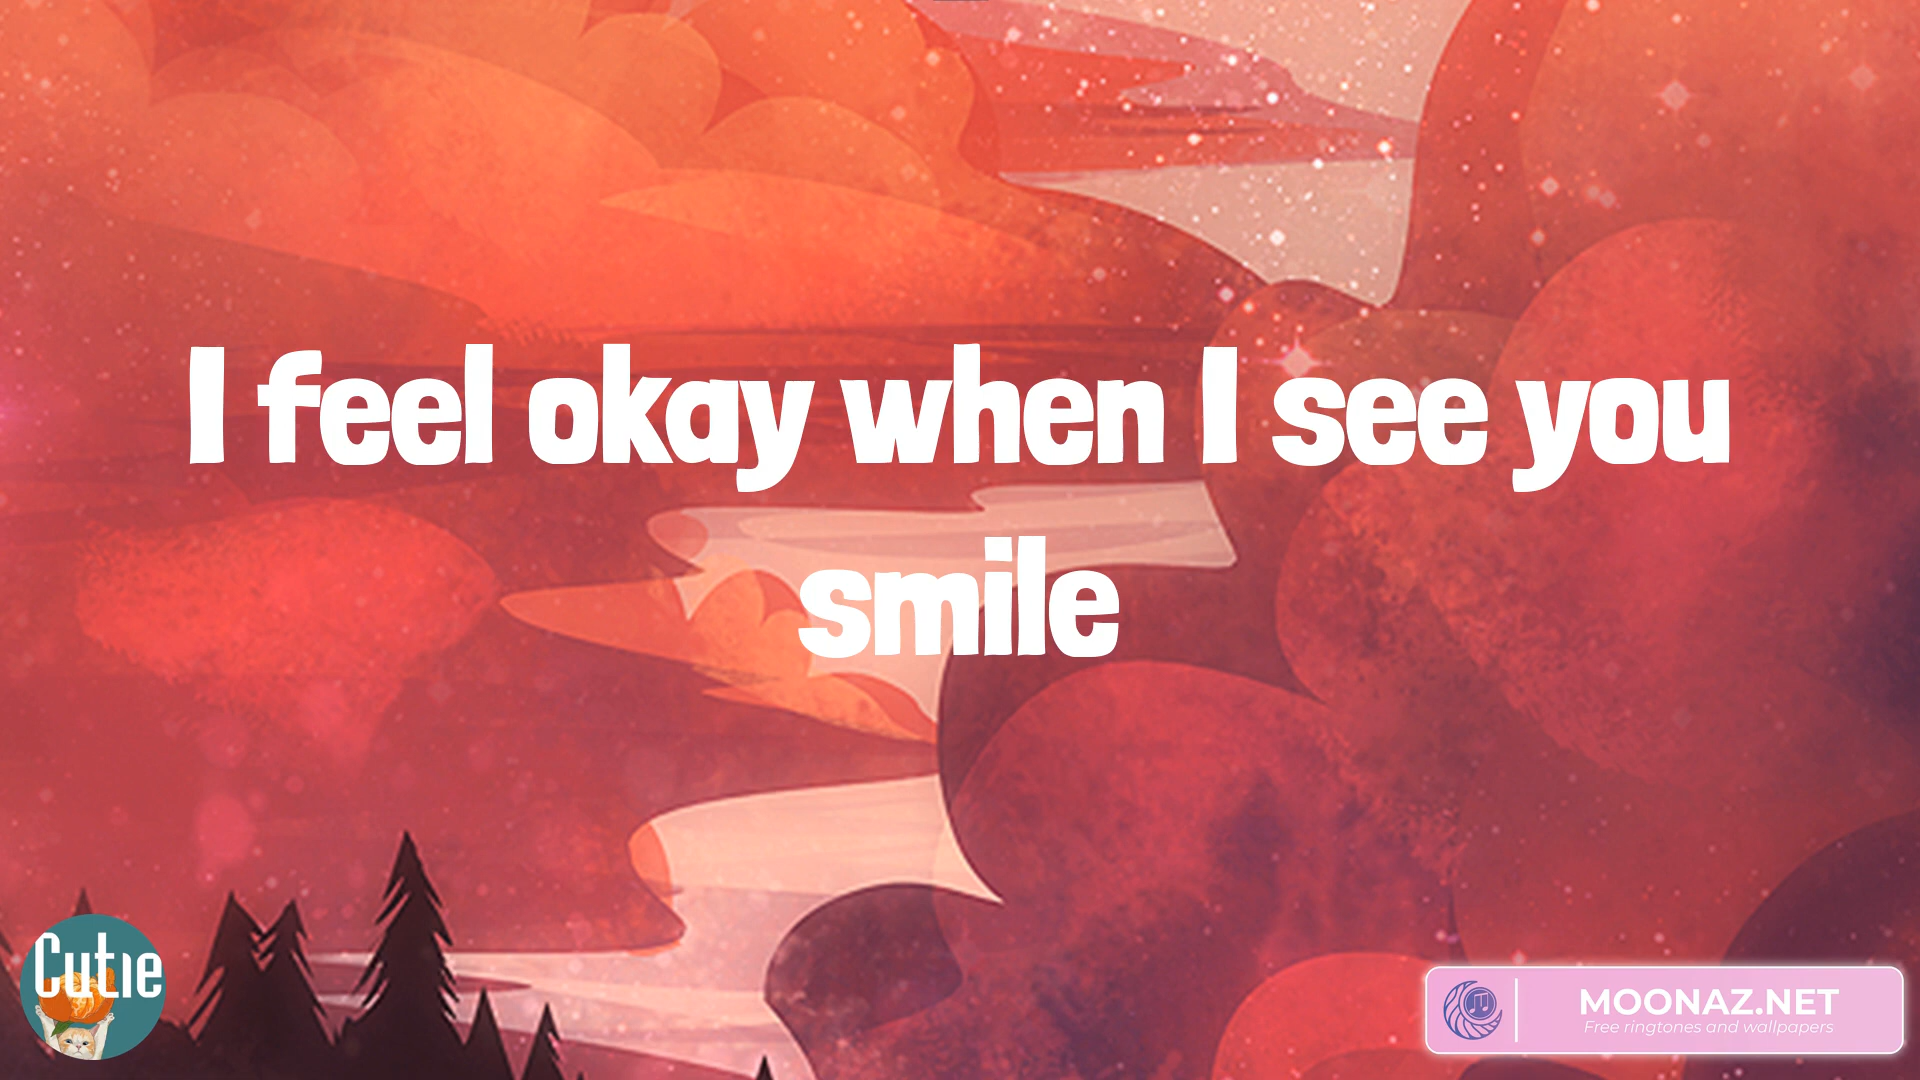 I feel okay when I see you
smile
Cutie
MOONAZ.NET
Free ringtones and wallpapers